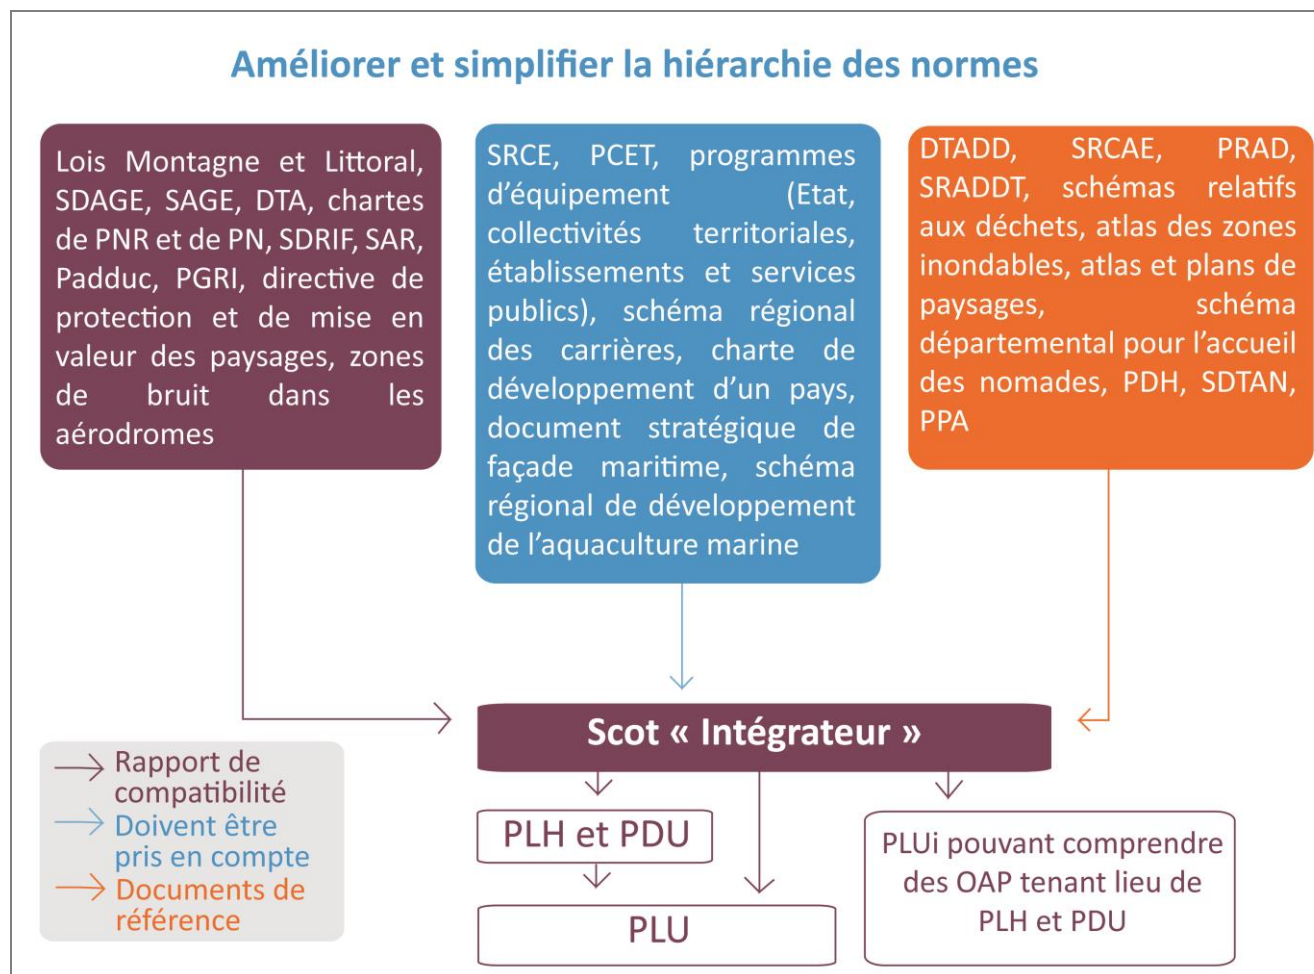 Améliorer et simplifier la hiérarchie des normes
Lois Montagne et Littoral,
SDAGE, SAGE, DTA, chartes
de PNR et de PN, SDRIF, SAR,
Padduc, PGRI, directive de
protection et de mise en
valeur des paysages, zones
de bruit dans les
aérodromes
SRCE, PCET, programmes
d’équipement (Etat,
collectivités territoriales,
établissements et services
publics), schéma régional
des carrières, charte de
développement d’un pays,
document stratégique de
façade maritime, schéma
régional de développement
de l’aquaculture marine
DTADD, SRCAE, PRAD,
SRADDT, schémas relatifs
aux déchets, atlas des zones
inondables, atlas et plans de
paysages, schéma
départemental pour l’accueil
des nomades, PDH, SDTAN,
PPA
Scot « Intégrateur »
Rapport de
compatibilité
Doivent être
pris en compte
Documents de
référence
PLH et PDU
PLU
PLUi pouvant comprendre
des OAP tenant lieu de
PLH et PDU